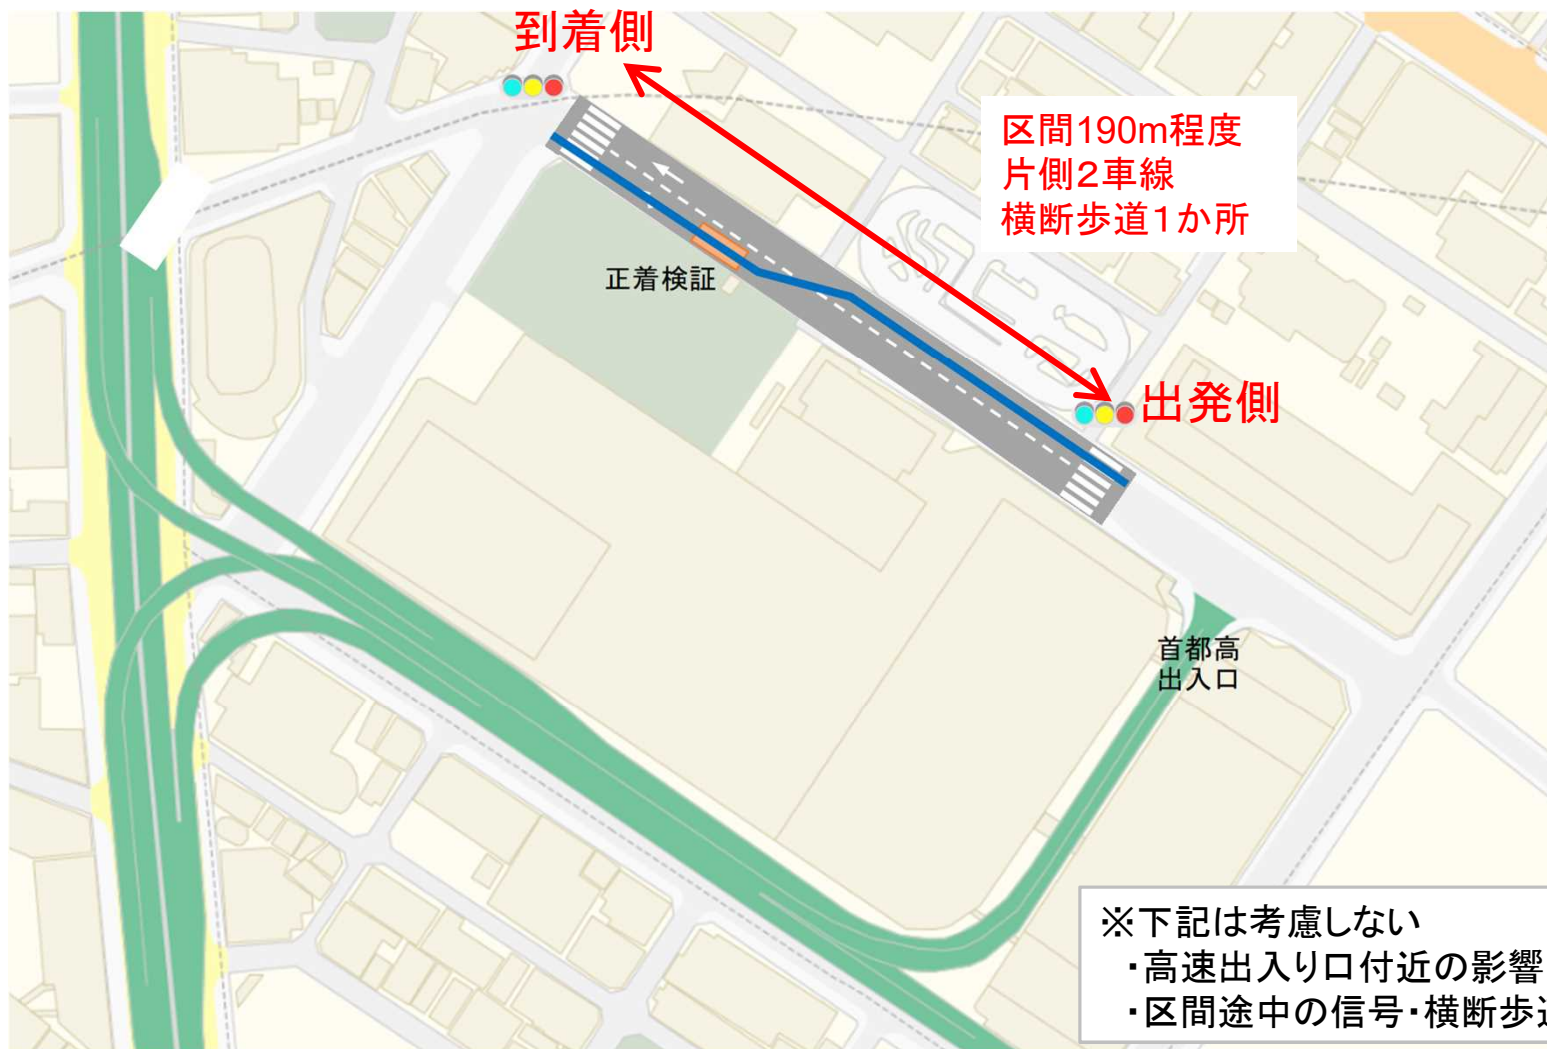 到着側
区間190m程度
片側2車線
横断歩道1か所
正着検証
出発側
首都高
出入口
※下記は考慮しない
・高速出入り口付近の影響
・区間途中の信号・横断歩道